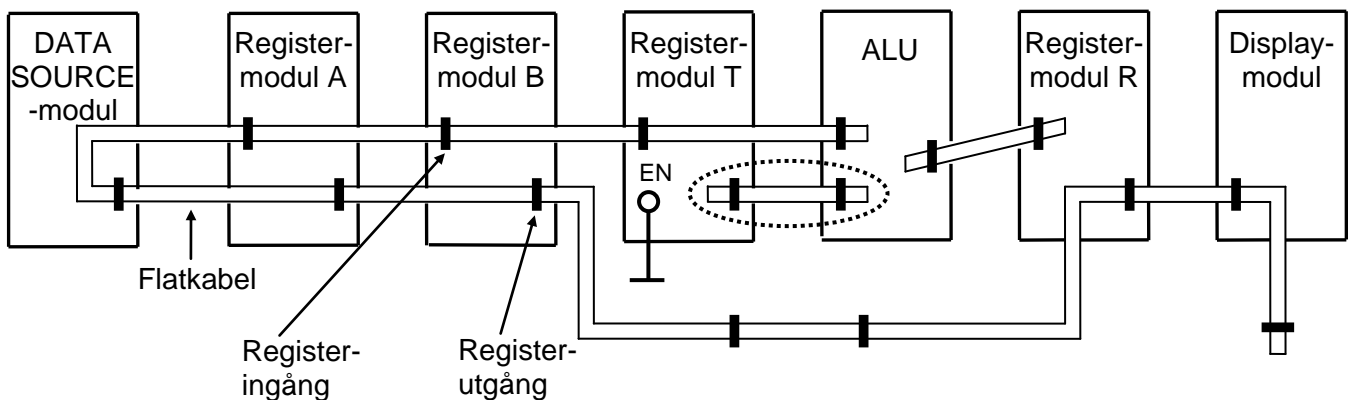 DATA
SOURCE
-modul
Register-
modul A
Register-
modul B
Register-
modul T
ALU
Register-
modul R
Display-
modul
EN
Flatkabel
Register-
ingång
Register-
utgång